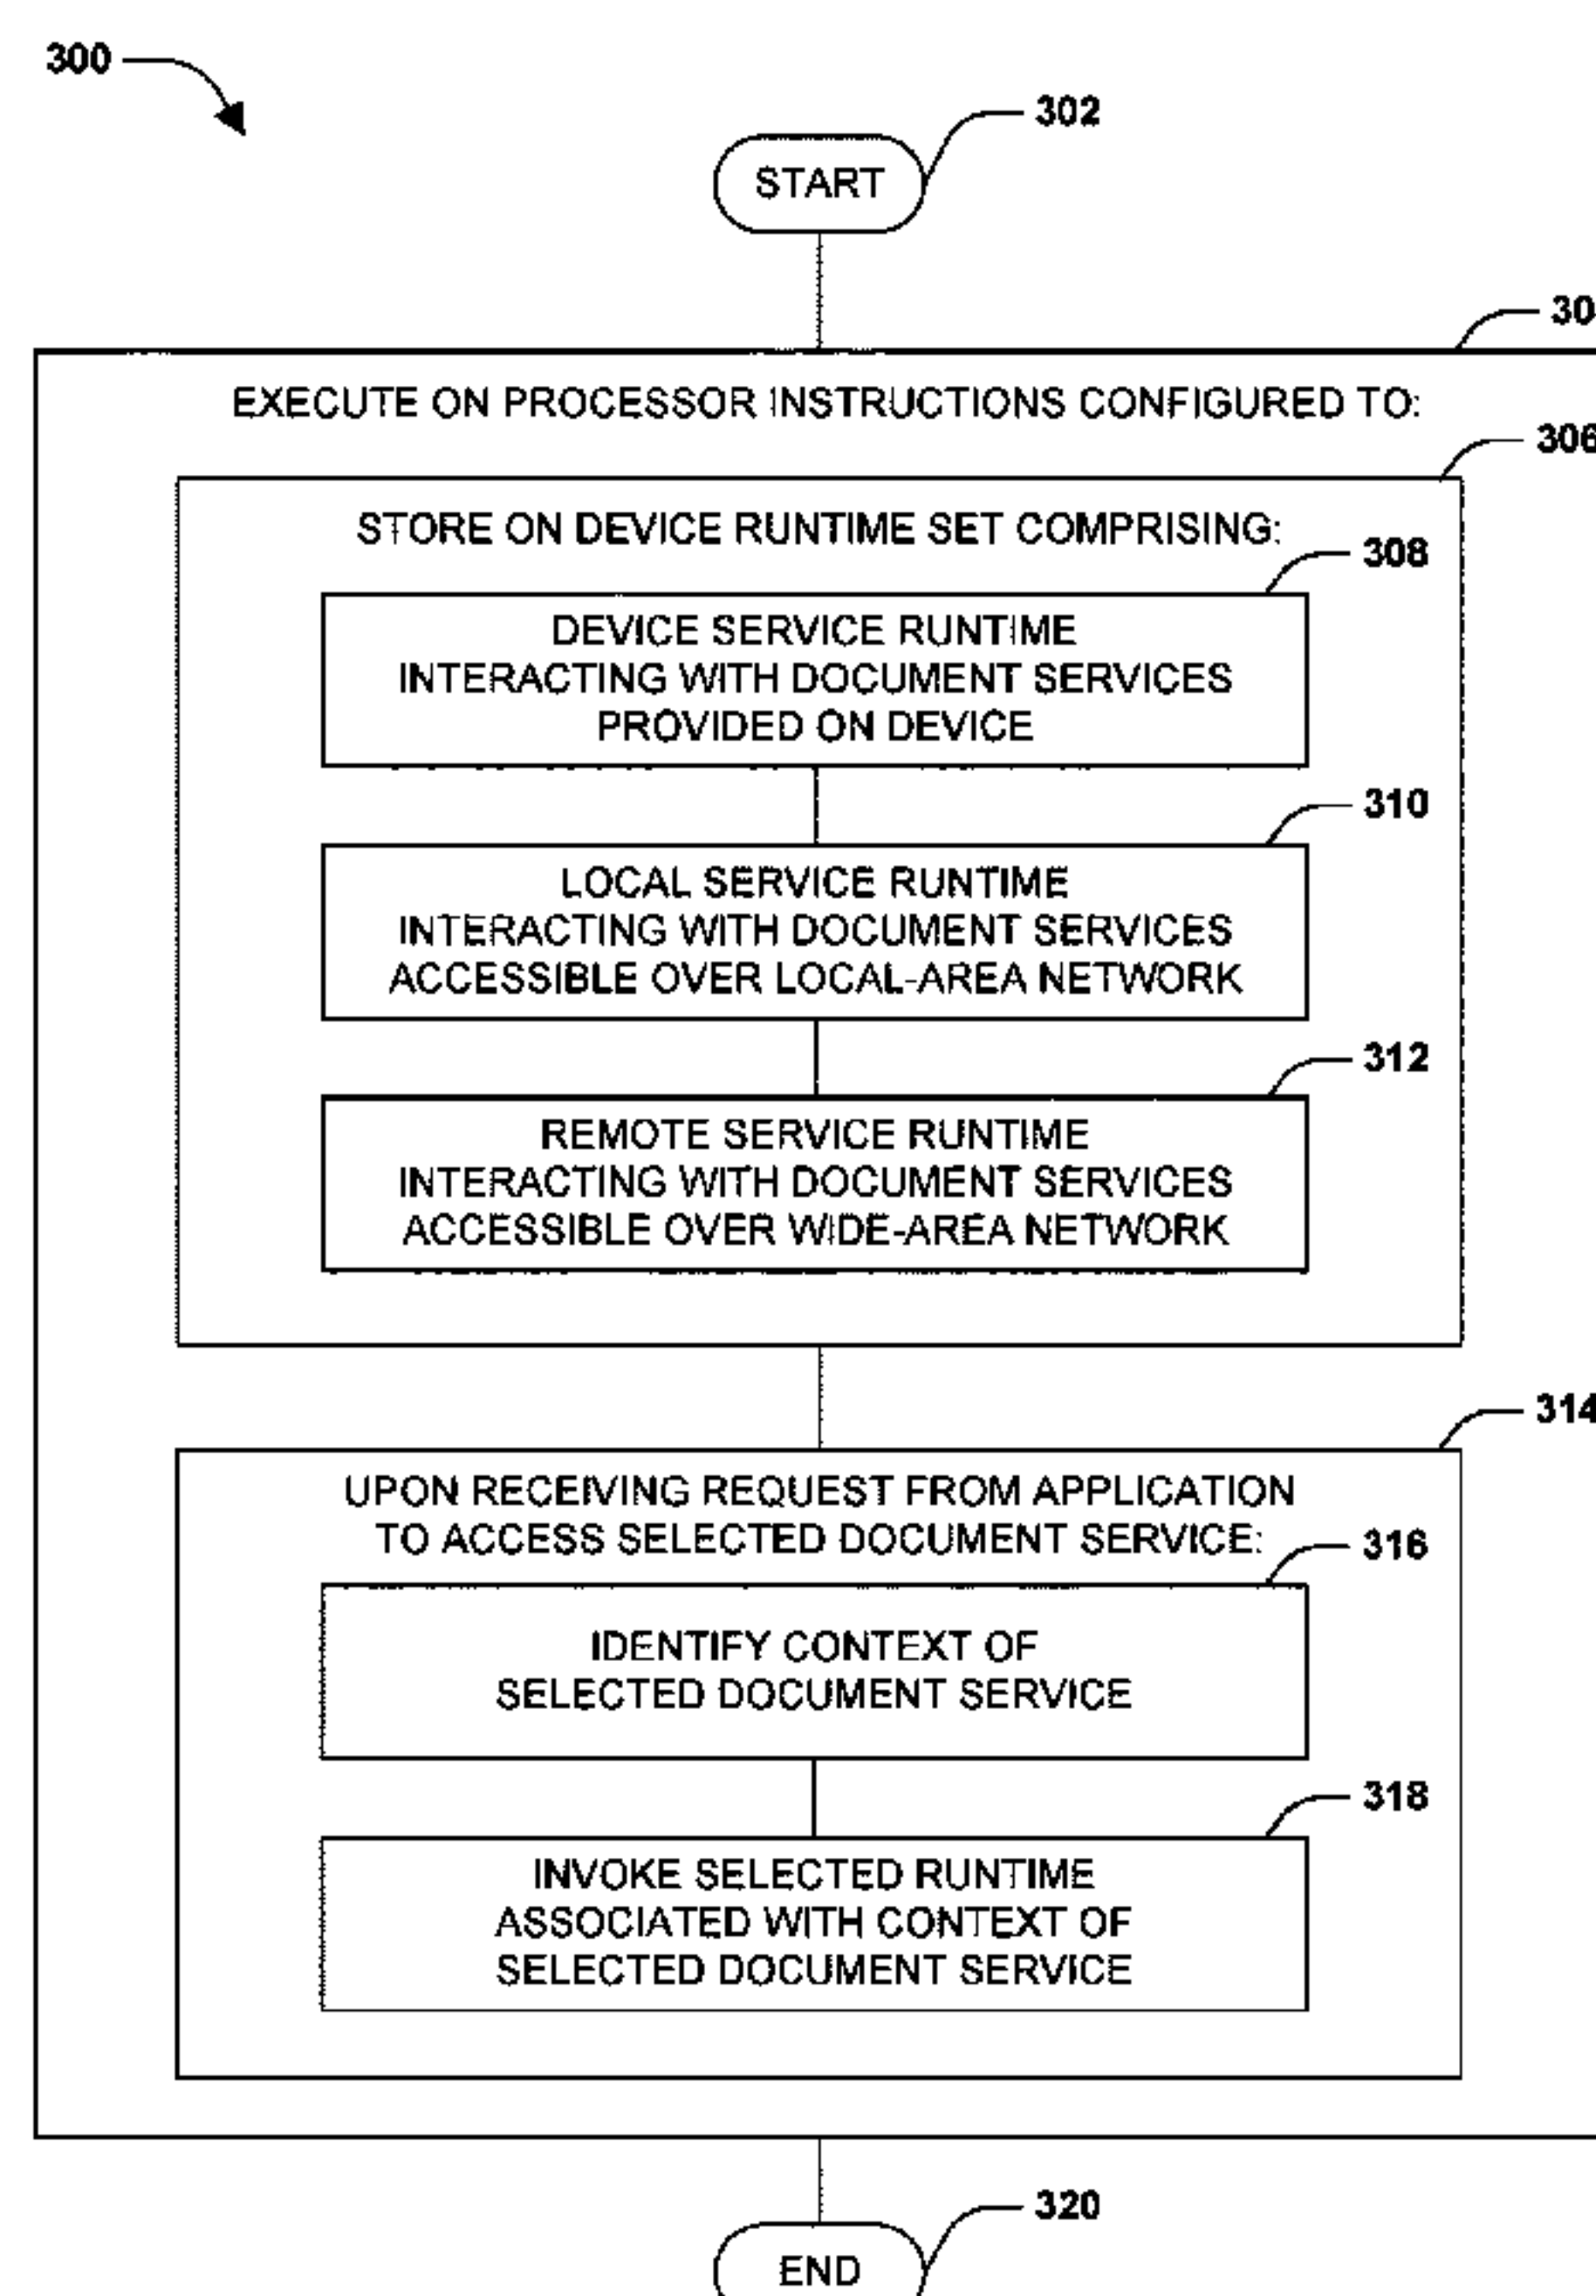 300
302
START
30
EXECUTE ON PROCESSOR INSTRUCTIONS CONFIGURED TO:
306
STORE ON DEVICE RUNTIME SET COMPRISING:
308
DEVICE SERVICE RUNTIME
INTERACTING WITH DOCUMENT SERVICES
PROVIDED ON DEVICE
310
LOCAL SERVICE RUNTIME
INTERACTING WITH DOCUMENT SERVICES
ACCESSIBLE OVER LOCAL-AREA NETWORK
312
REMOTE SERVICE RUNTIME
INTERACTING WITH DOCUMENT SERVICES
ACCESSIBLE OVER WIDE-AREA NETWORK
314
UPON RECEIVING REQUEST FROM APPLICATION
TO ACCESS SELECTED DOCUMENT SERVICE:
316
IDENTIFY CONTEXT OF
SELECTED DOCUMENT SERVICE
318
INVOKE SELECTED RUNTIME
ASSOCIATED WITH CONTEXT OF
SELECTED DOCUMENT SERVICE
320
END